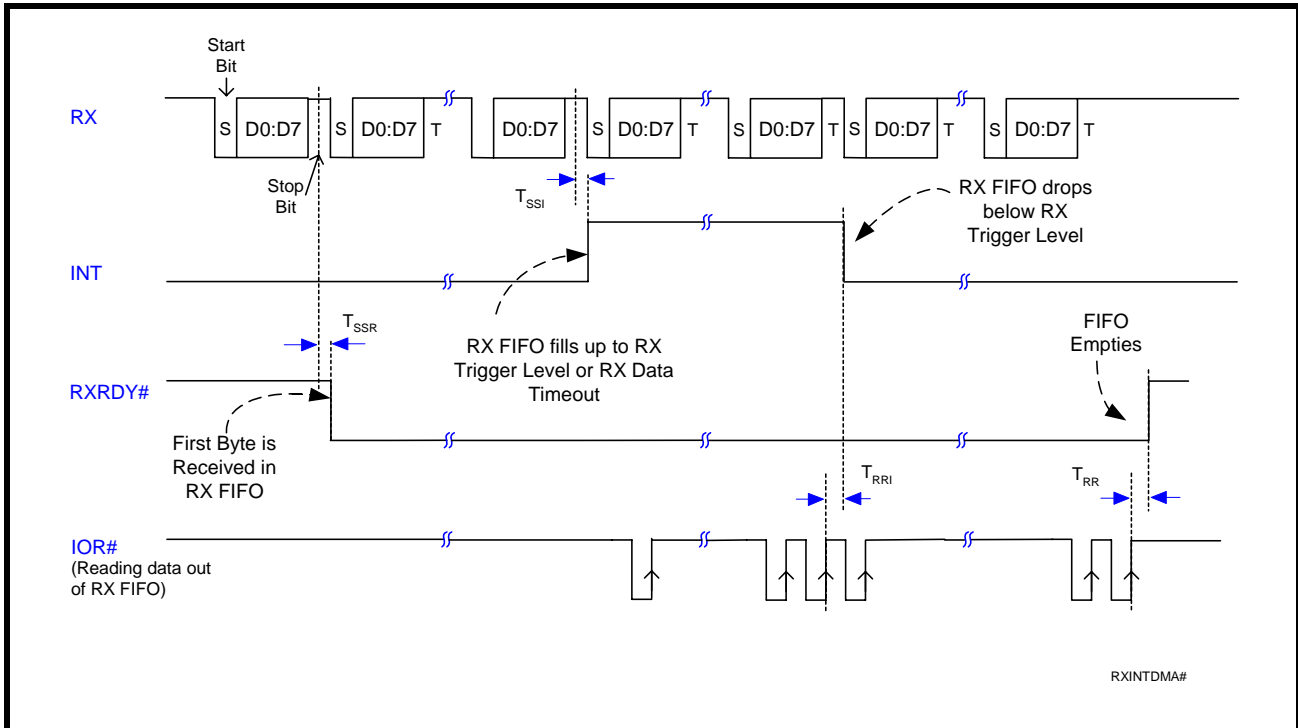 Start
Bit
RX
S D0:D7 S D0:D7 T D0:D7 S D0:D7 T S D0:D7 T S D0:D7 T S D0:D7 T
Stop
Bit
TSSI
RX FIFO drops
below RX
Trigger Level
INT
TSSR
RX FIFO fills up to RX
Trigger Level or RX Data
Timeout
FIFO
Empties
RXRDY#
First Byte is
Received in
RX FIFO
TRRI
TRR
IOR#
(Reading data out
of RX FIFO)
RXINTDMA#